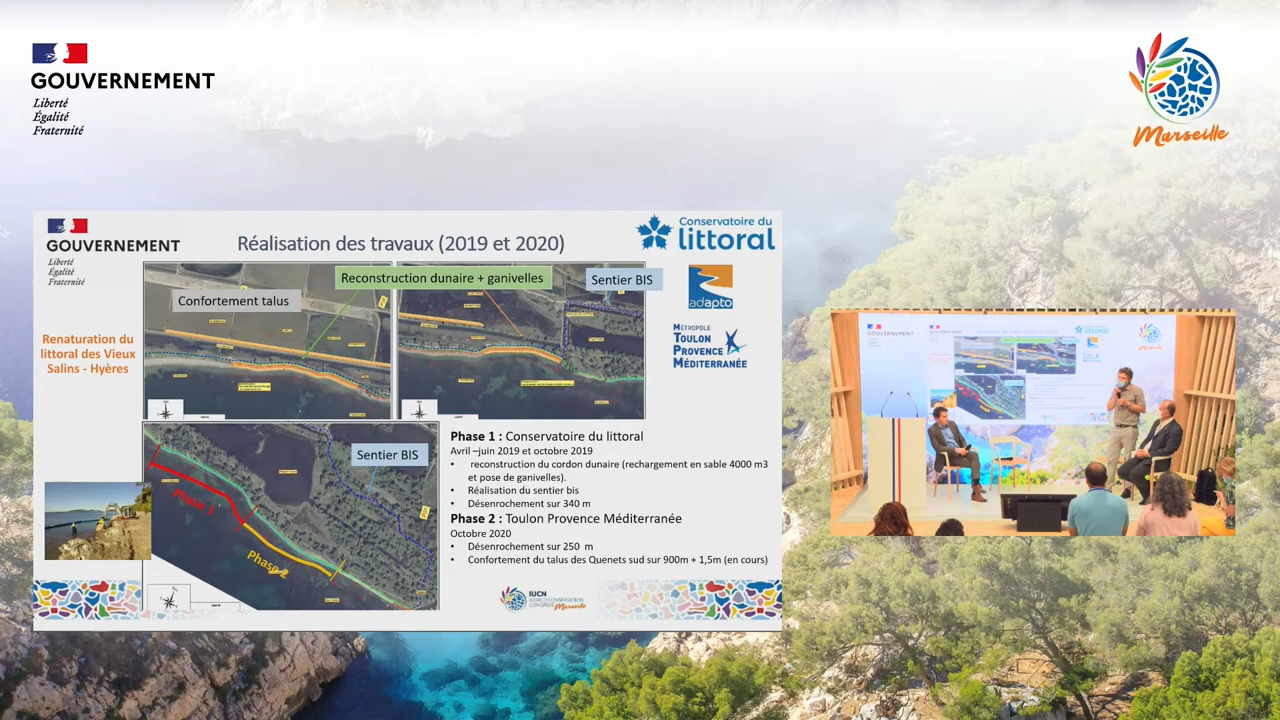 GOUVERNEMENT
Liberté
Égalité
Fraternité
Marseille
GOUVERNEMENT
Liberté
Égalité
Fraternité
Réalisation des travaux (2019 et 2020)
Conservatoire du
littoral
adapto
MÉTROPOLE
TOULON
PROVENCE
MÉDITERRANÉE
Renaturation du
littoral des Vieux
Salins - Hyères
Confortement talus
Reconstruction dunaire + ganivelles
Sentier BIS
Sentier BIS
Phase 1
Phase 2
Phase 1 : Conservatoire du littoral
Avril –juin 2019 et octobre 2019
• reconstruction du cordon dunaire (rechargement en sable 4000 m3
et pose de ganivelles).
• Réalisation du sentier bis
• Désenrochement sur 340 m
Phase 2 : Toulon Provence Méditerranée
Octobre 2020
• Désenrochement sur 250 m
• Confortement du talus des Quenets sud sur 900m + 1,5m (en cours)
IUCN
WORLD CONSERVATION
CONGRESS
Marseille
GOUVERNEMENT